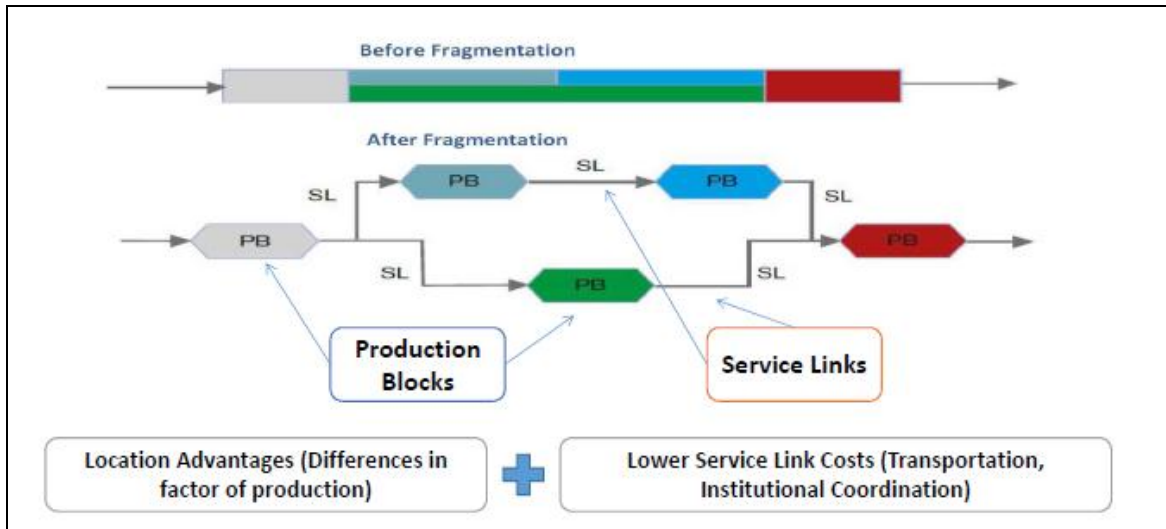 Before Fragmentation
After Fragmentation
SL
PB
PB
SL
SL
PB
PB
SL
PB
SL
Production
Blocks
Service Links
Location Advantages (Differences in
factor of production)
Lower Service Link Costs (Transportation,
Institutional Coordination)